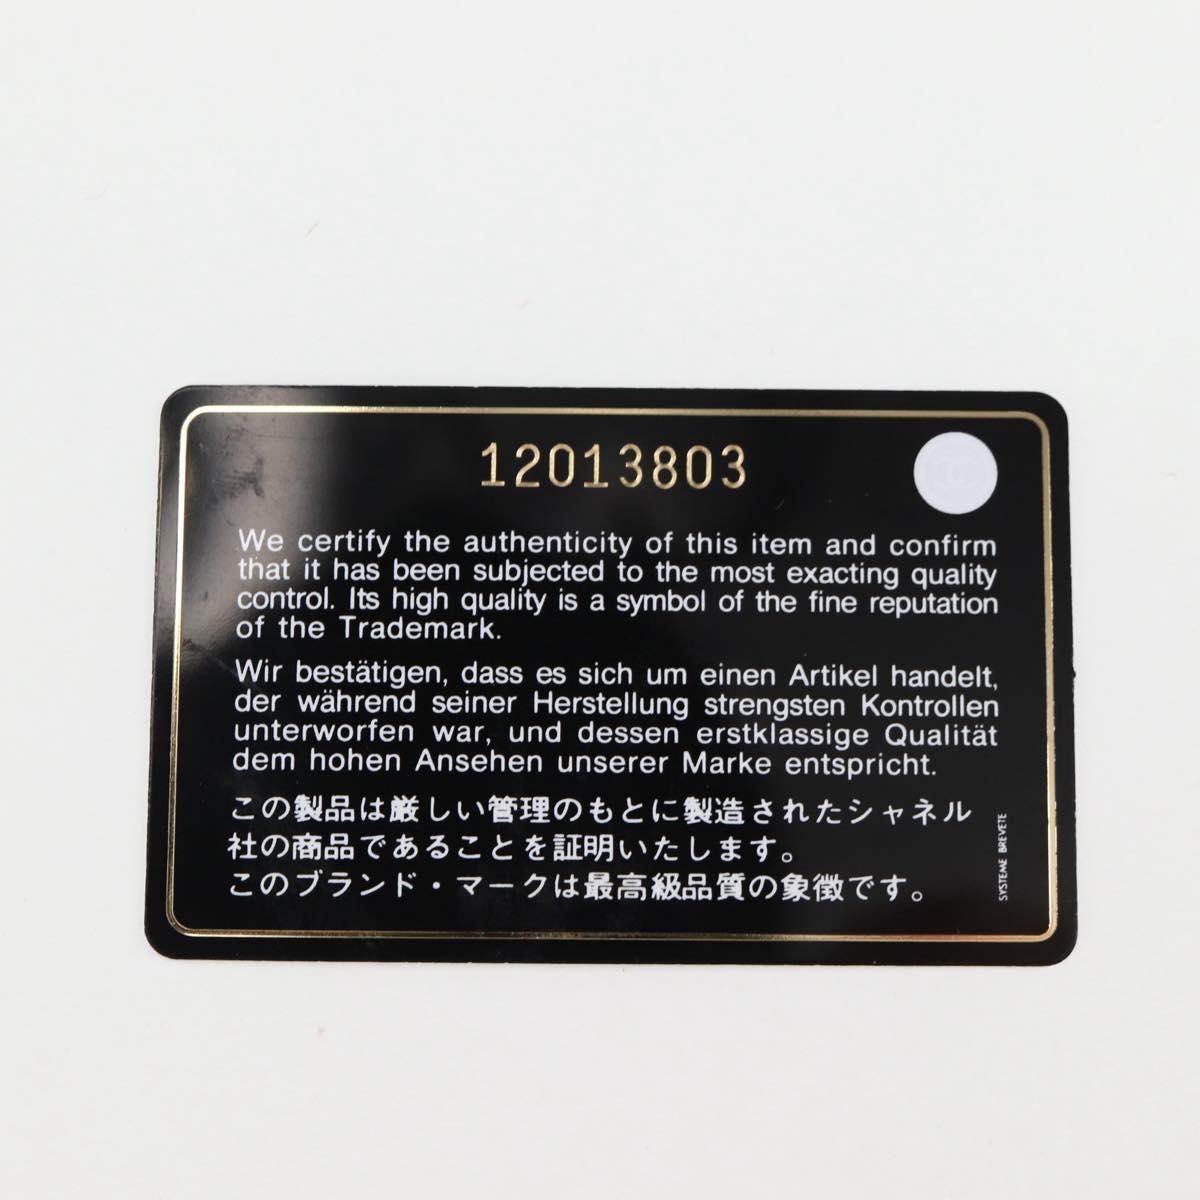 12013803
We certify the authenticity of this item and confirm
that it has been subjected to the most exacting quality
control. Its high quality is a symbol of the fine reputation
of the Trademark.
Wir bestätigen, dass es sich um einen Artikel handelt,
der während seiner Herstellung strengsten Kontrollen
unterworfen war, und dessen erstklassige Qualität
dem hohen Ansehen unserer Marke entspricht.
この製品は厳しい管理のもとに製造されたシャネル
社の商品であることを証明いたします。
このブランド・マークは最高級品質の象徴です。
SYSTEME BREVETE